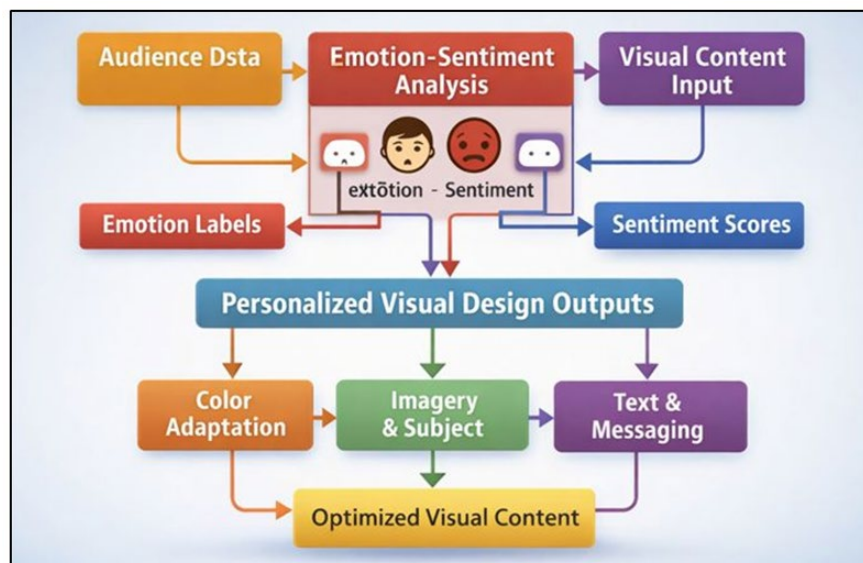 Audience Dsta
Emotion-Sentiment
Analysis
Visual Content
Input
extōtion - Sentiment
Emotion Labels
Sentiment Scores
Personalized Visual Design Outputs
Color
Adaptation
Imagery
& Subject
Text &
Messaging
Optimized Visual Content